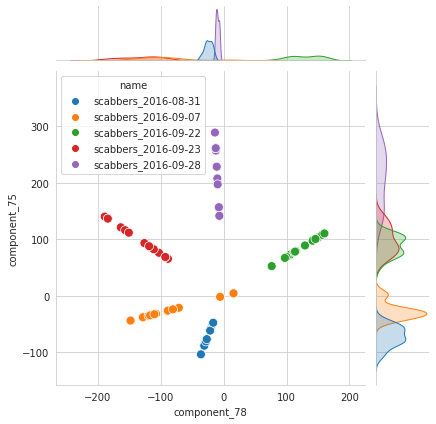 name
scabbers_2016-08-31
scabbers_2016-09-07
scabbers_2016-09-22
scabbers_2016-09-23
scabbers_2016-09-28
300
200
100
0
−100
component_75
−200
−100
0
100
200
component_78